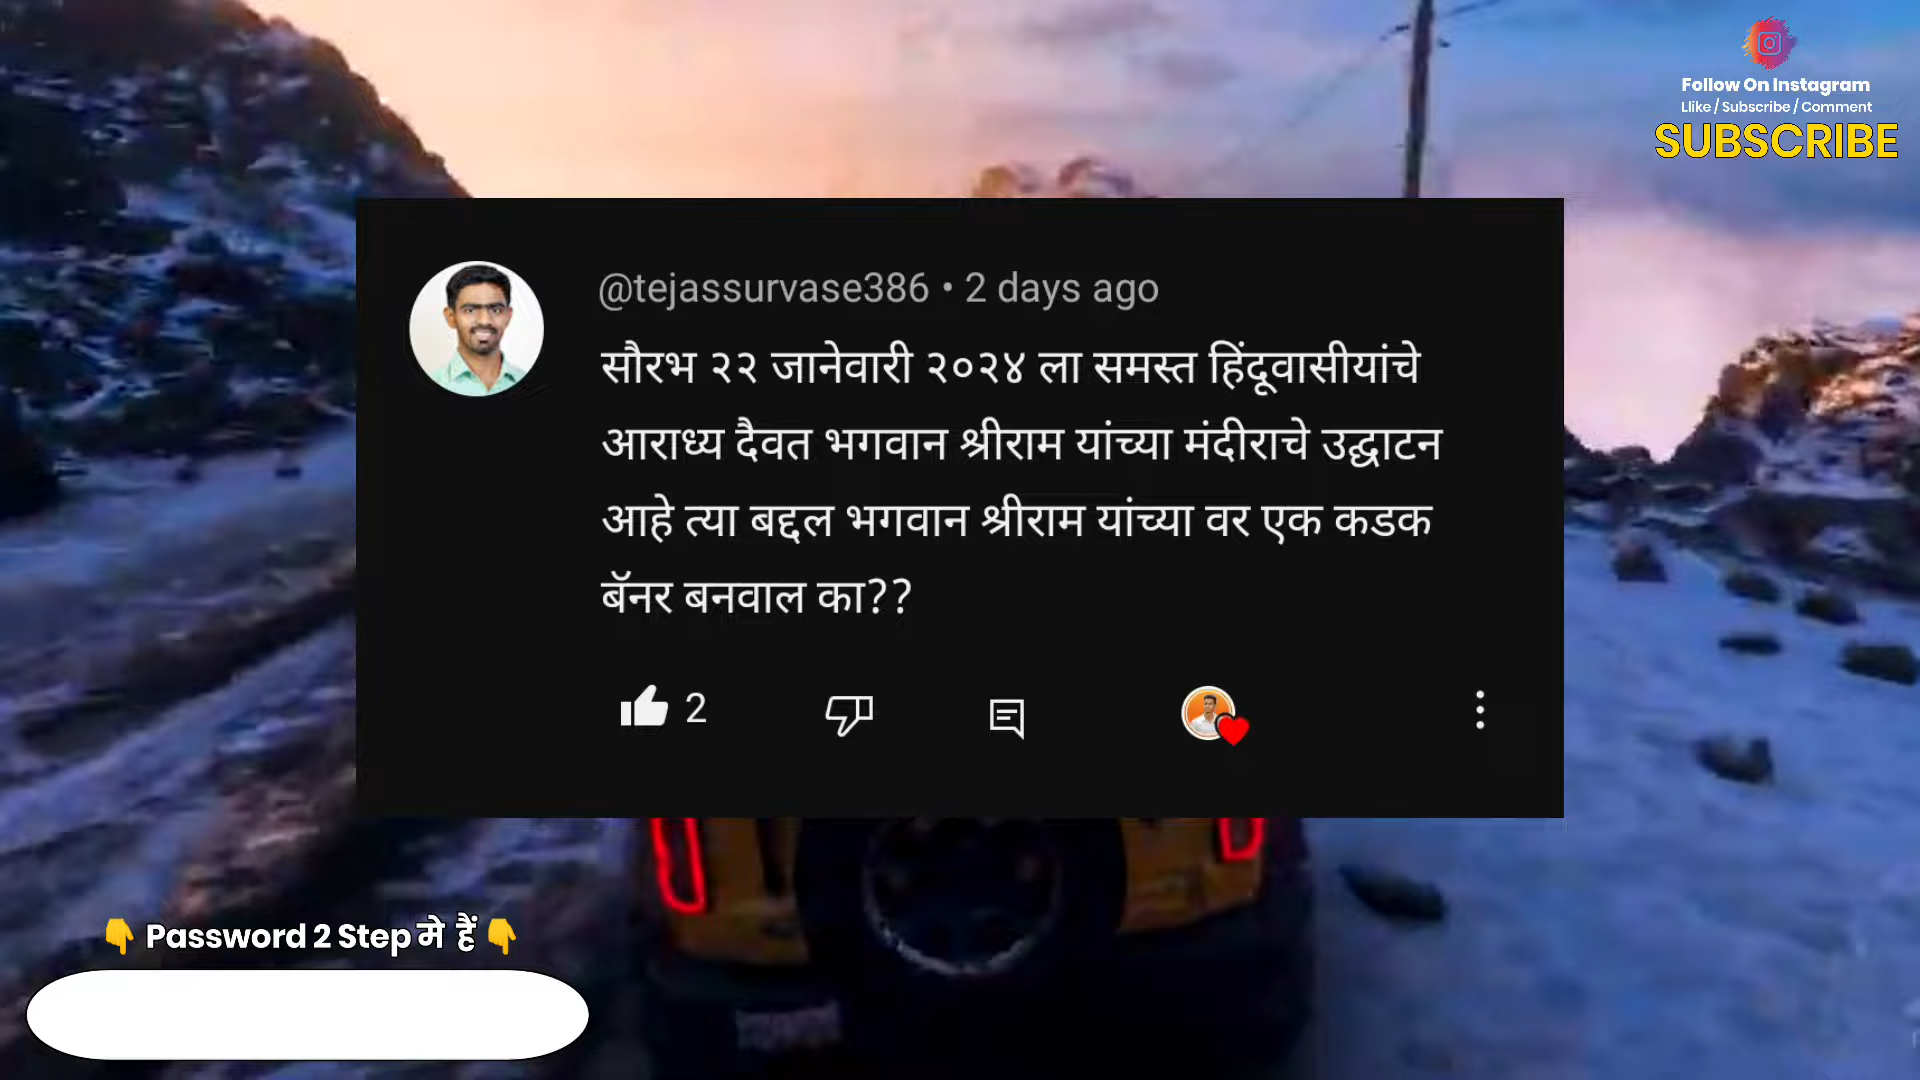 Follow On Instagram
Llike / Subscribe / Comment
SUBSCRIBE
@tejassurvase386 • 2 days ago
सौरभ २२ जानेवारी २०२४ ला समस्त हिंदूवासीयांचे
आराध्य दैवत भगवान श्रीराम यांच्या मंदीराचे उद्घाटन
आहे त्या बद्दल भगवान श्रीराम यांच्या वर एक कडक
बॅनर बनवाल का??
2
👇 Password 2 Step मे हैं 👇